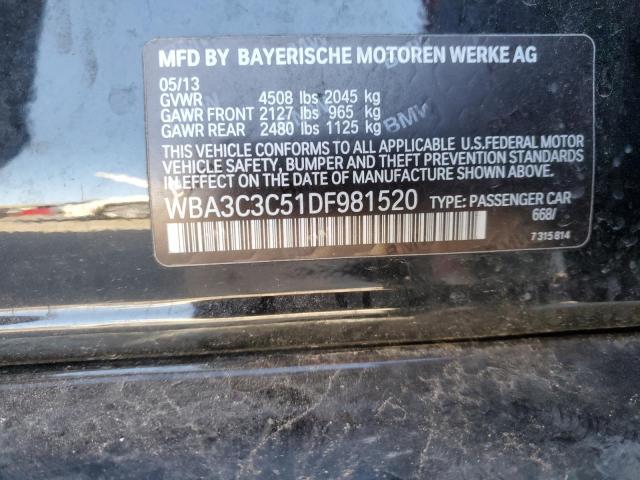 MFD BY BAYERISCHE MOTOREN WERKE AG
05/13
GVWR 4508 lbs 2045 kg
GAWR FRONT 2127 lbs 965 kg
GAWR REAR 2480 lbs 1125 kg
THIS VEHICLE CONFORMS TO ALL APPLICABLE U.S.FEDERAL MOTOR
VEHICLE SAFETY, BUMPER AND THEFT PREVENTION STANDARDS
IN EFFECT ON THE DATE OF MANUFACTURE SHOWN ABOVE.
WBA3C3C51DF981520 TYPE: PASSENGER CAR
668/
7315814